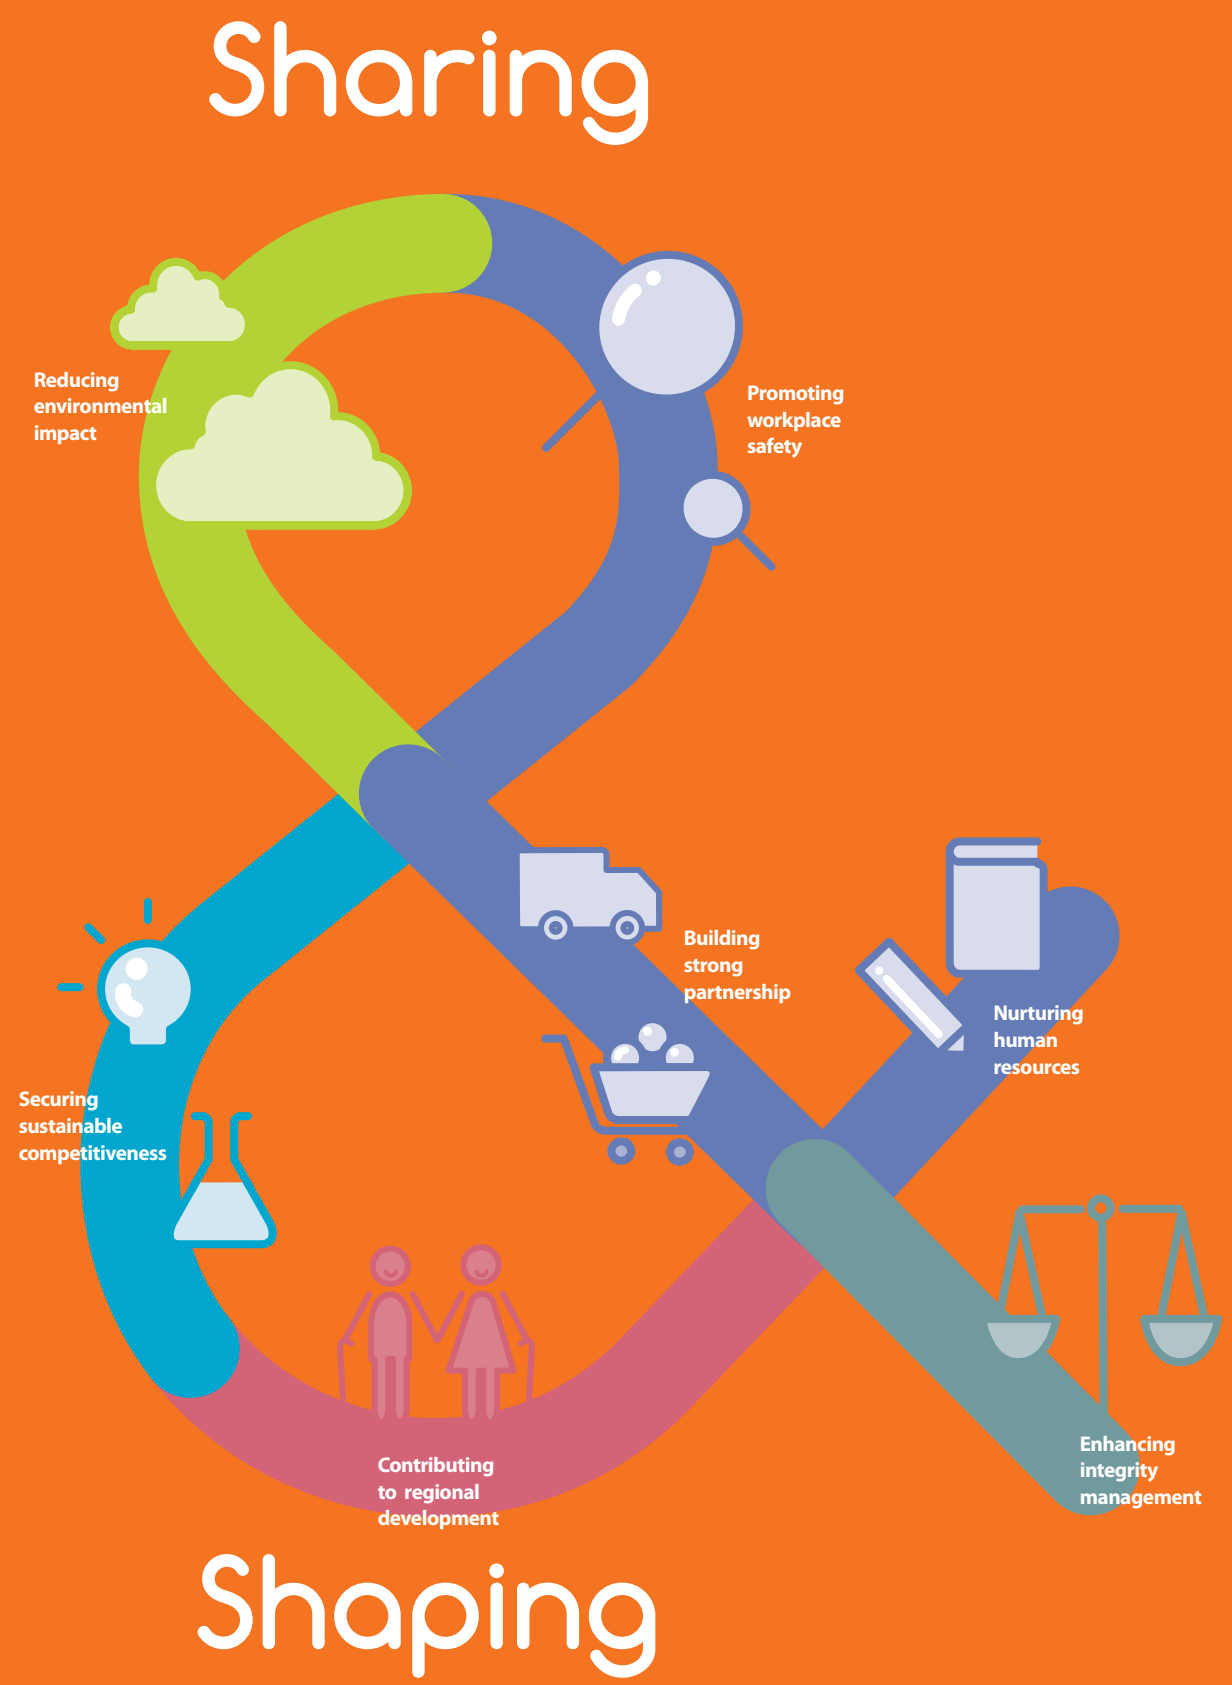 Sharing
Reducing
environmental
impact
Promoting
workplace
safety
Building
strong
partnership
Nurturing
human
resources
Securing
sustainable
competitiveness
Contributing
to regional
development
Enhancing
integrity
management
Shaping